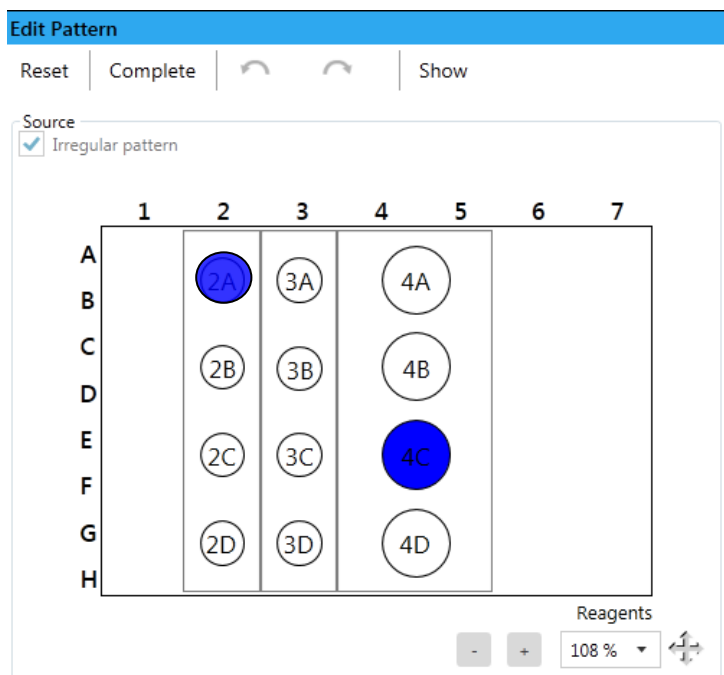 Edit Pattern
Reset Complete Show
Source
Irregular pattern
1 2 3 4 5 6 7
A
2A 3A 4A
B
C
2B 3B 4B
D
E
2C 3C 4C
F
G
2D 3D 4D
H
Reagents
- + 108 %